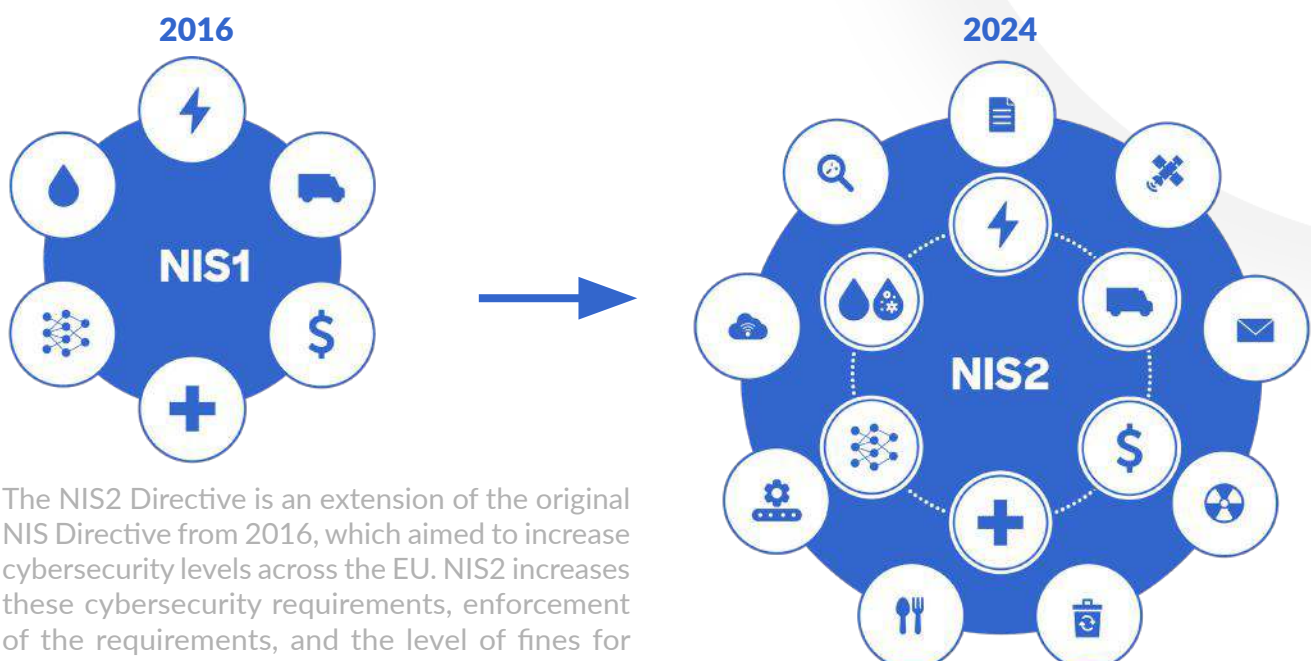 2016
2024
NIS1
NIS2
The NIS2 Directive is an extension of the original
NIS Directive from 2016, which aimed to increase
cybersecurity levels across the EU. NIS2 increases
these cybersecurity requirements, enforcement
of the requirements, and the level of fines for